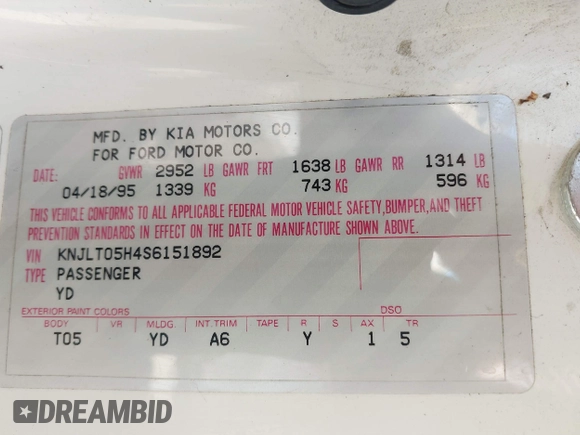 MFD. BY KIA MOTORS CO.
FOR FORD MOTOR CO.
DATE: GVWR 2952 LB GAWR FRT 1638 LB GAWR RR 1314 LB
04/18/95 1339 KG 743 KG 596 KG
THIS VEHICLE CONFORMS TO ALL APPLICABLE FEDERAL MOTOR VEHICLE SAFETY, BUMPER, AND THEFT
PREVENTION STANDARDS IN EFFECT ON THE DATE OF MANUFACTURE SHOWN ABOVE.
VIN KNJLT05H4S6151892
TYPE PASSENGER
YD
EXTERIOR PAINT COLORS DSO
BODY VR MLDG. INT. TRIM TAPE R S AX TR
T05 YD A6 Y 1 5
DREAMBID